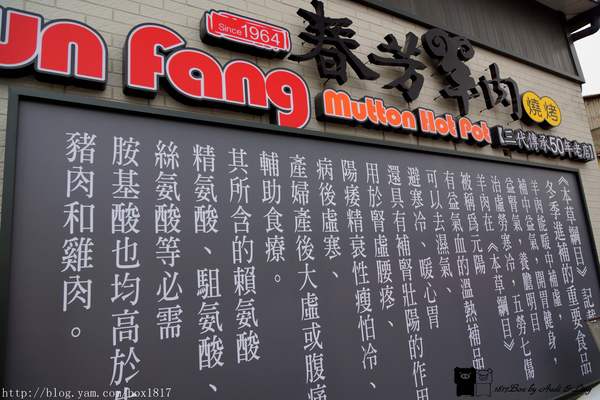 Since 1964
un Fang
春芳羊肉
燒烤
Mutton Hot Pot
三代傳承50年老店
《本草綱目》記載
冬季進補的重要食品
羊肉能暖中補虛,
補中益氣,開胃健身,
益腎氣,養膽明目
治虛勞寒冷,五勞七傷
羊肉在《本草綱目》
被稱為元陽
有益氣血的溫熱補品
可以去濕氣、
避寒冷、暖心胃
還具有補腎壯陽的作用
用於腎虛腰疼、
陽痿精衰性瘦怕冷、
病後虛寒、
產婦產後大虛或腹痛
輔助食療。
其所含的賴氨酸
精氨酸、駔氨酸、
絲氨酸等必需
胺基酸也均高於
豬肉和雞肉。
http://blog.yam.com/box1817
1817Box by Andi & Guy